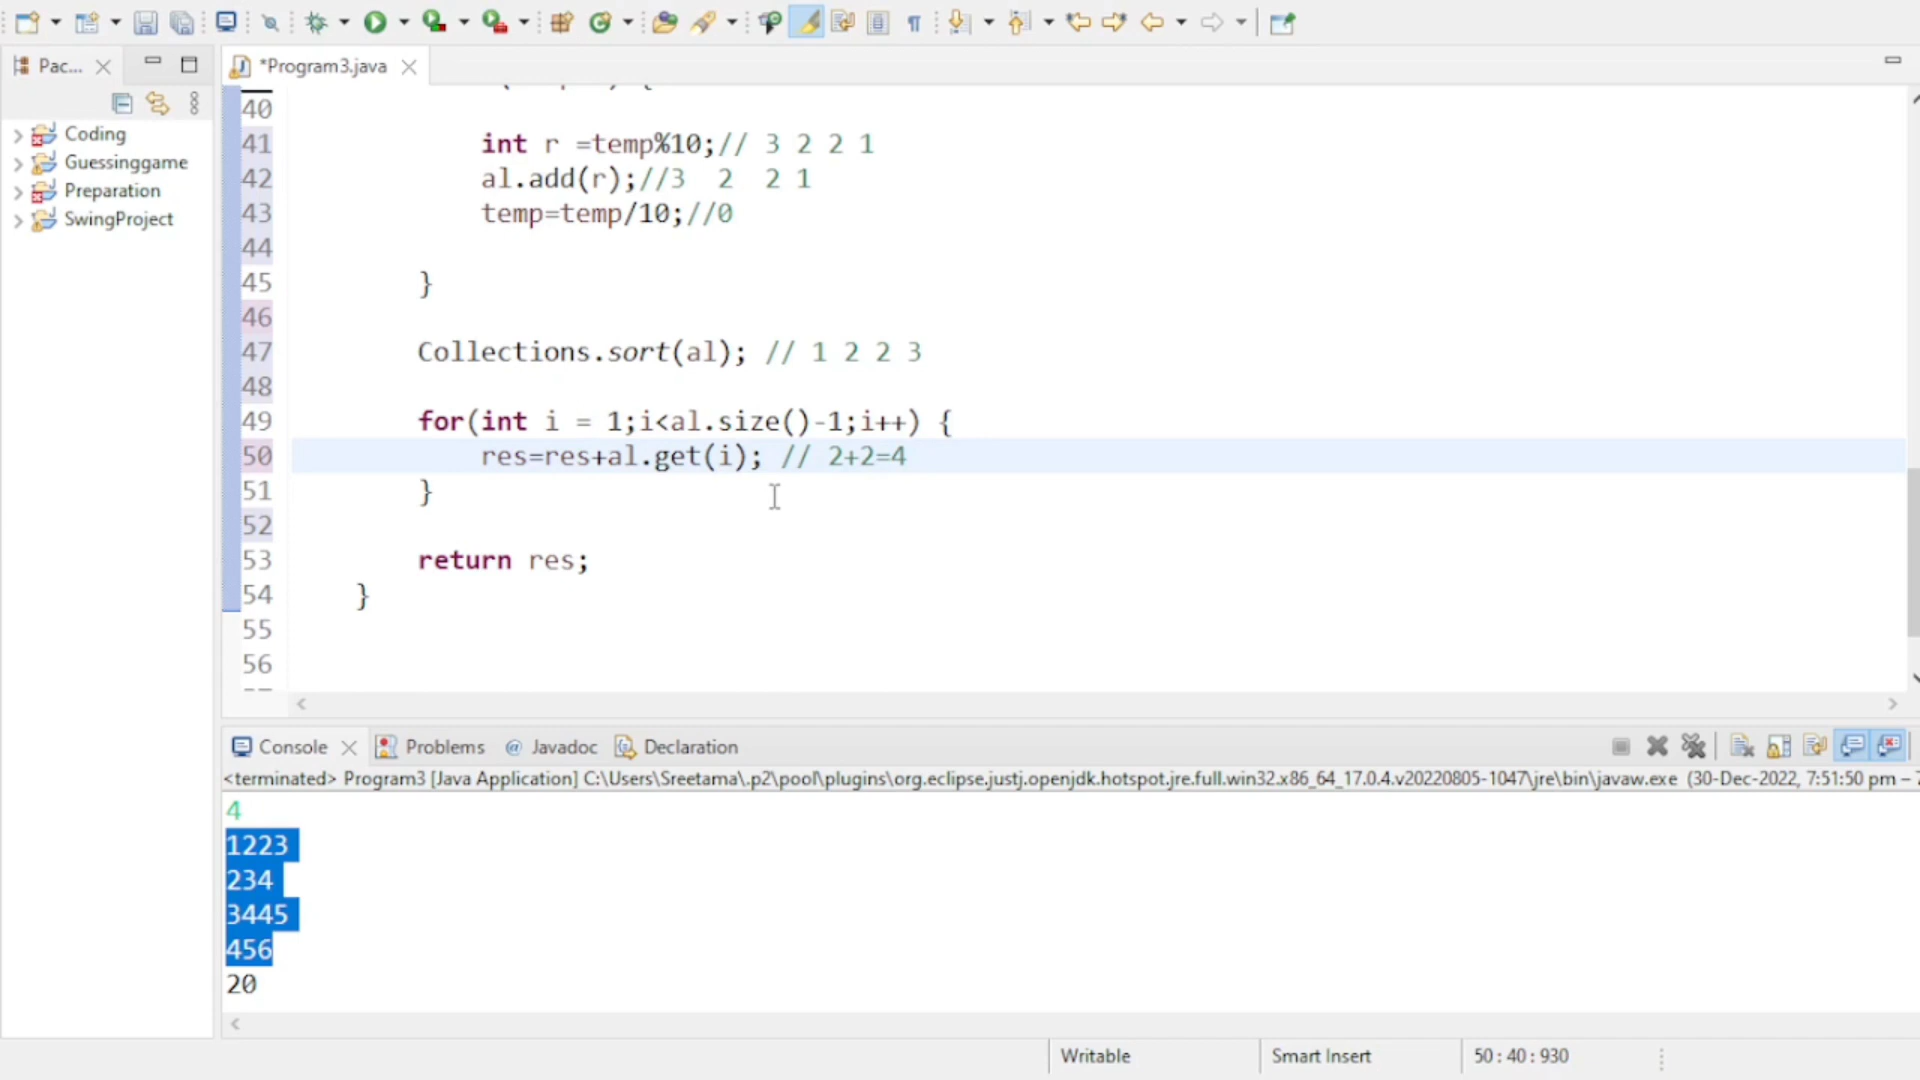 Pac...
*Program3.java
Coding
Guessinggame
Preparation
SwingProject
40
41 int r =temp%10;// 3 2 2 1
42 al.add(r);//3 2 2 1
43 temp=temp/10;//0
44
45 }
46
47 Collections.sort(al); // 1 2 2 3
48
49 for(int i = 1;i<al.size()-1;i++) {
50 res=res+al.get(i); // 2+2=4
51 }
52
53 return res;
54 }
55
56
Console Problems @ Javadoc Declaration
<terminated> Program3 [Java Application] C:\Users\Sreetama\.p2\pool\plugins\org.eclipse.justj.openjdk.hotspot.jre.full.win32.x86_64_17.0.4.v20220805-1047\jre\bin\javaw.exe (30-Dec-2022, 7:51:50 pm –
4
1223
234
3445
456
20
Writable Smart Insert 50 : 40 : 930